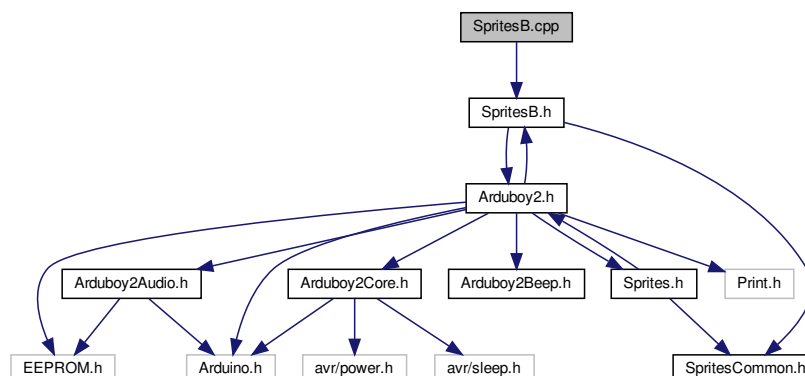 SpritesB.cpp
SpritesB.h
Arduboy2.h
Arduboy2Audio.h
Arduboy2Core.h
Arduboy2Beep.h
Sprites.h
Print.h
EEPROM.h
Arduino.h
avr/power.h
avr/sleep.h
SpritesCommon.h